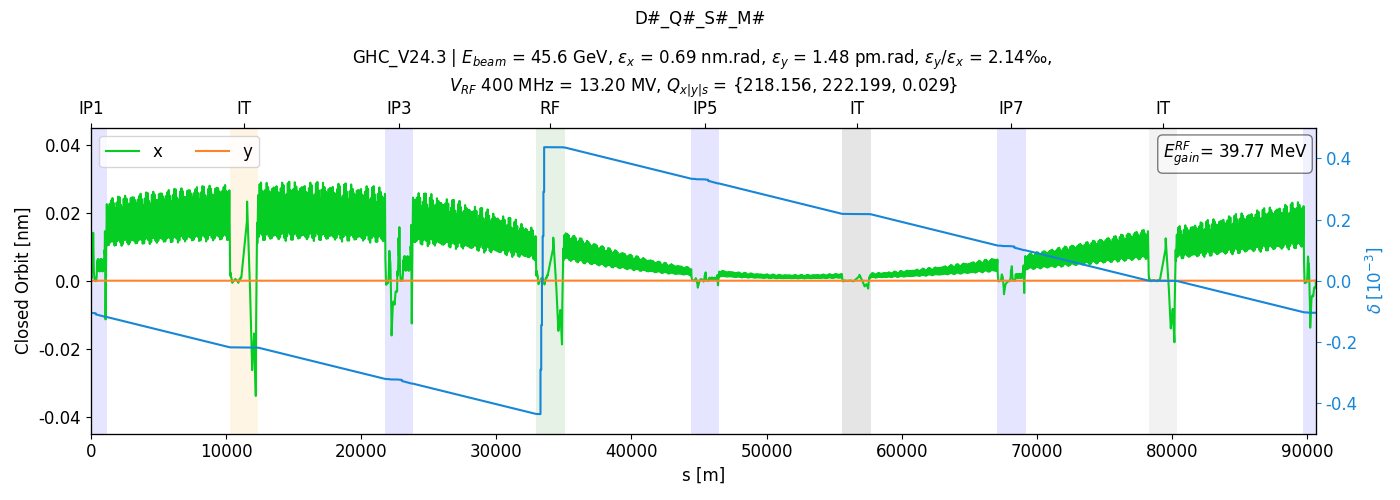 D#_Q#_S#_M#
GHC_V24.3 | E_beam = 45.6 GeV, ε_x = 0.69 nm.rad, ε_y = 1.48 pm.rad, ε_y/ε_x = 2.14‰,
V_RF 400 MHz = 13.20 MV, Q_x|y|s = {218.156, 222.199, 0.029}
IP1 IT IP3 RF IP5 IT IP7 IT
x y
E^RF_gain= 39.77 MeV
Closed Orbit [nm]
0.04
0.02
0.0
-0.02
-0.04
0.4
0.2
0.0
-0.2
-0.4
δ [10^-3]
0 10000 20000 30000 40000 50000 60000 70000 80000 90000
s [m]